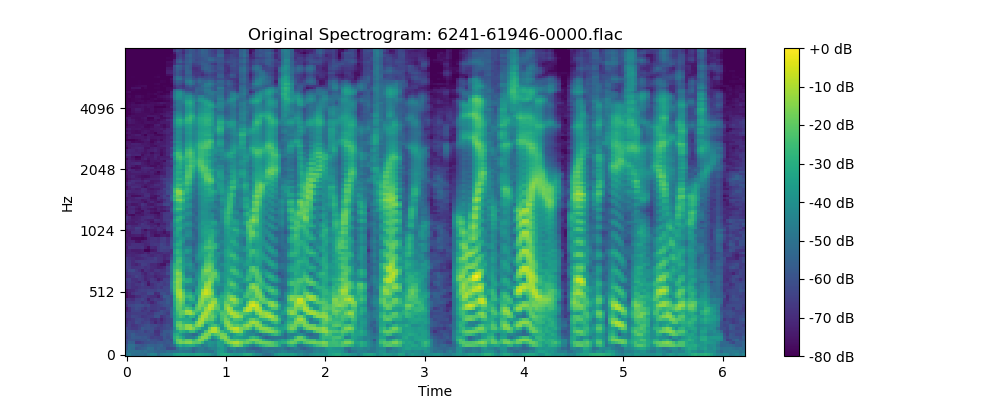 Original Spectrogram: 6241-61946-0000.flac
Hz
4096
2048
1024
512
0
0 1 2 3 4 5 6
Time
+0 dB
-10 dB
-20 dB
-30 dB
-40 dB
-50 dB
-60 dB
-70 dB
-80 dB